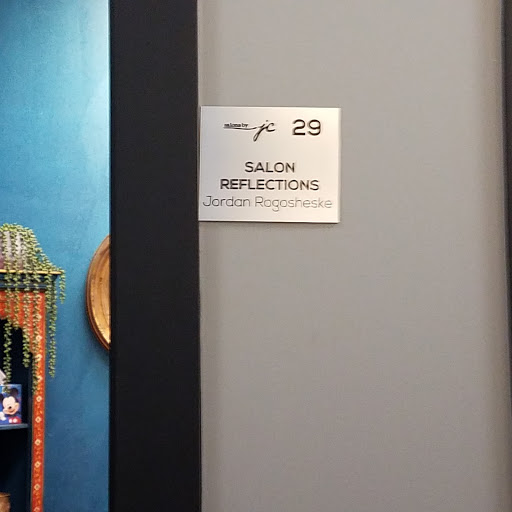 salons by jc 29
SALON
REFLECTIONS
Jordan Rogosheske